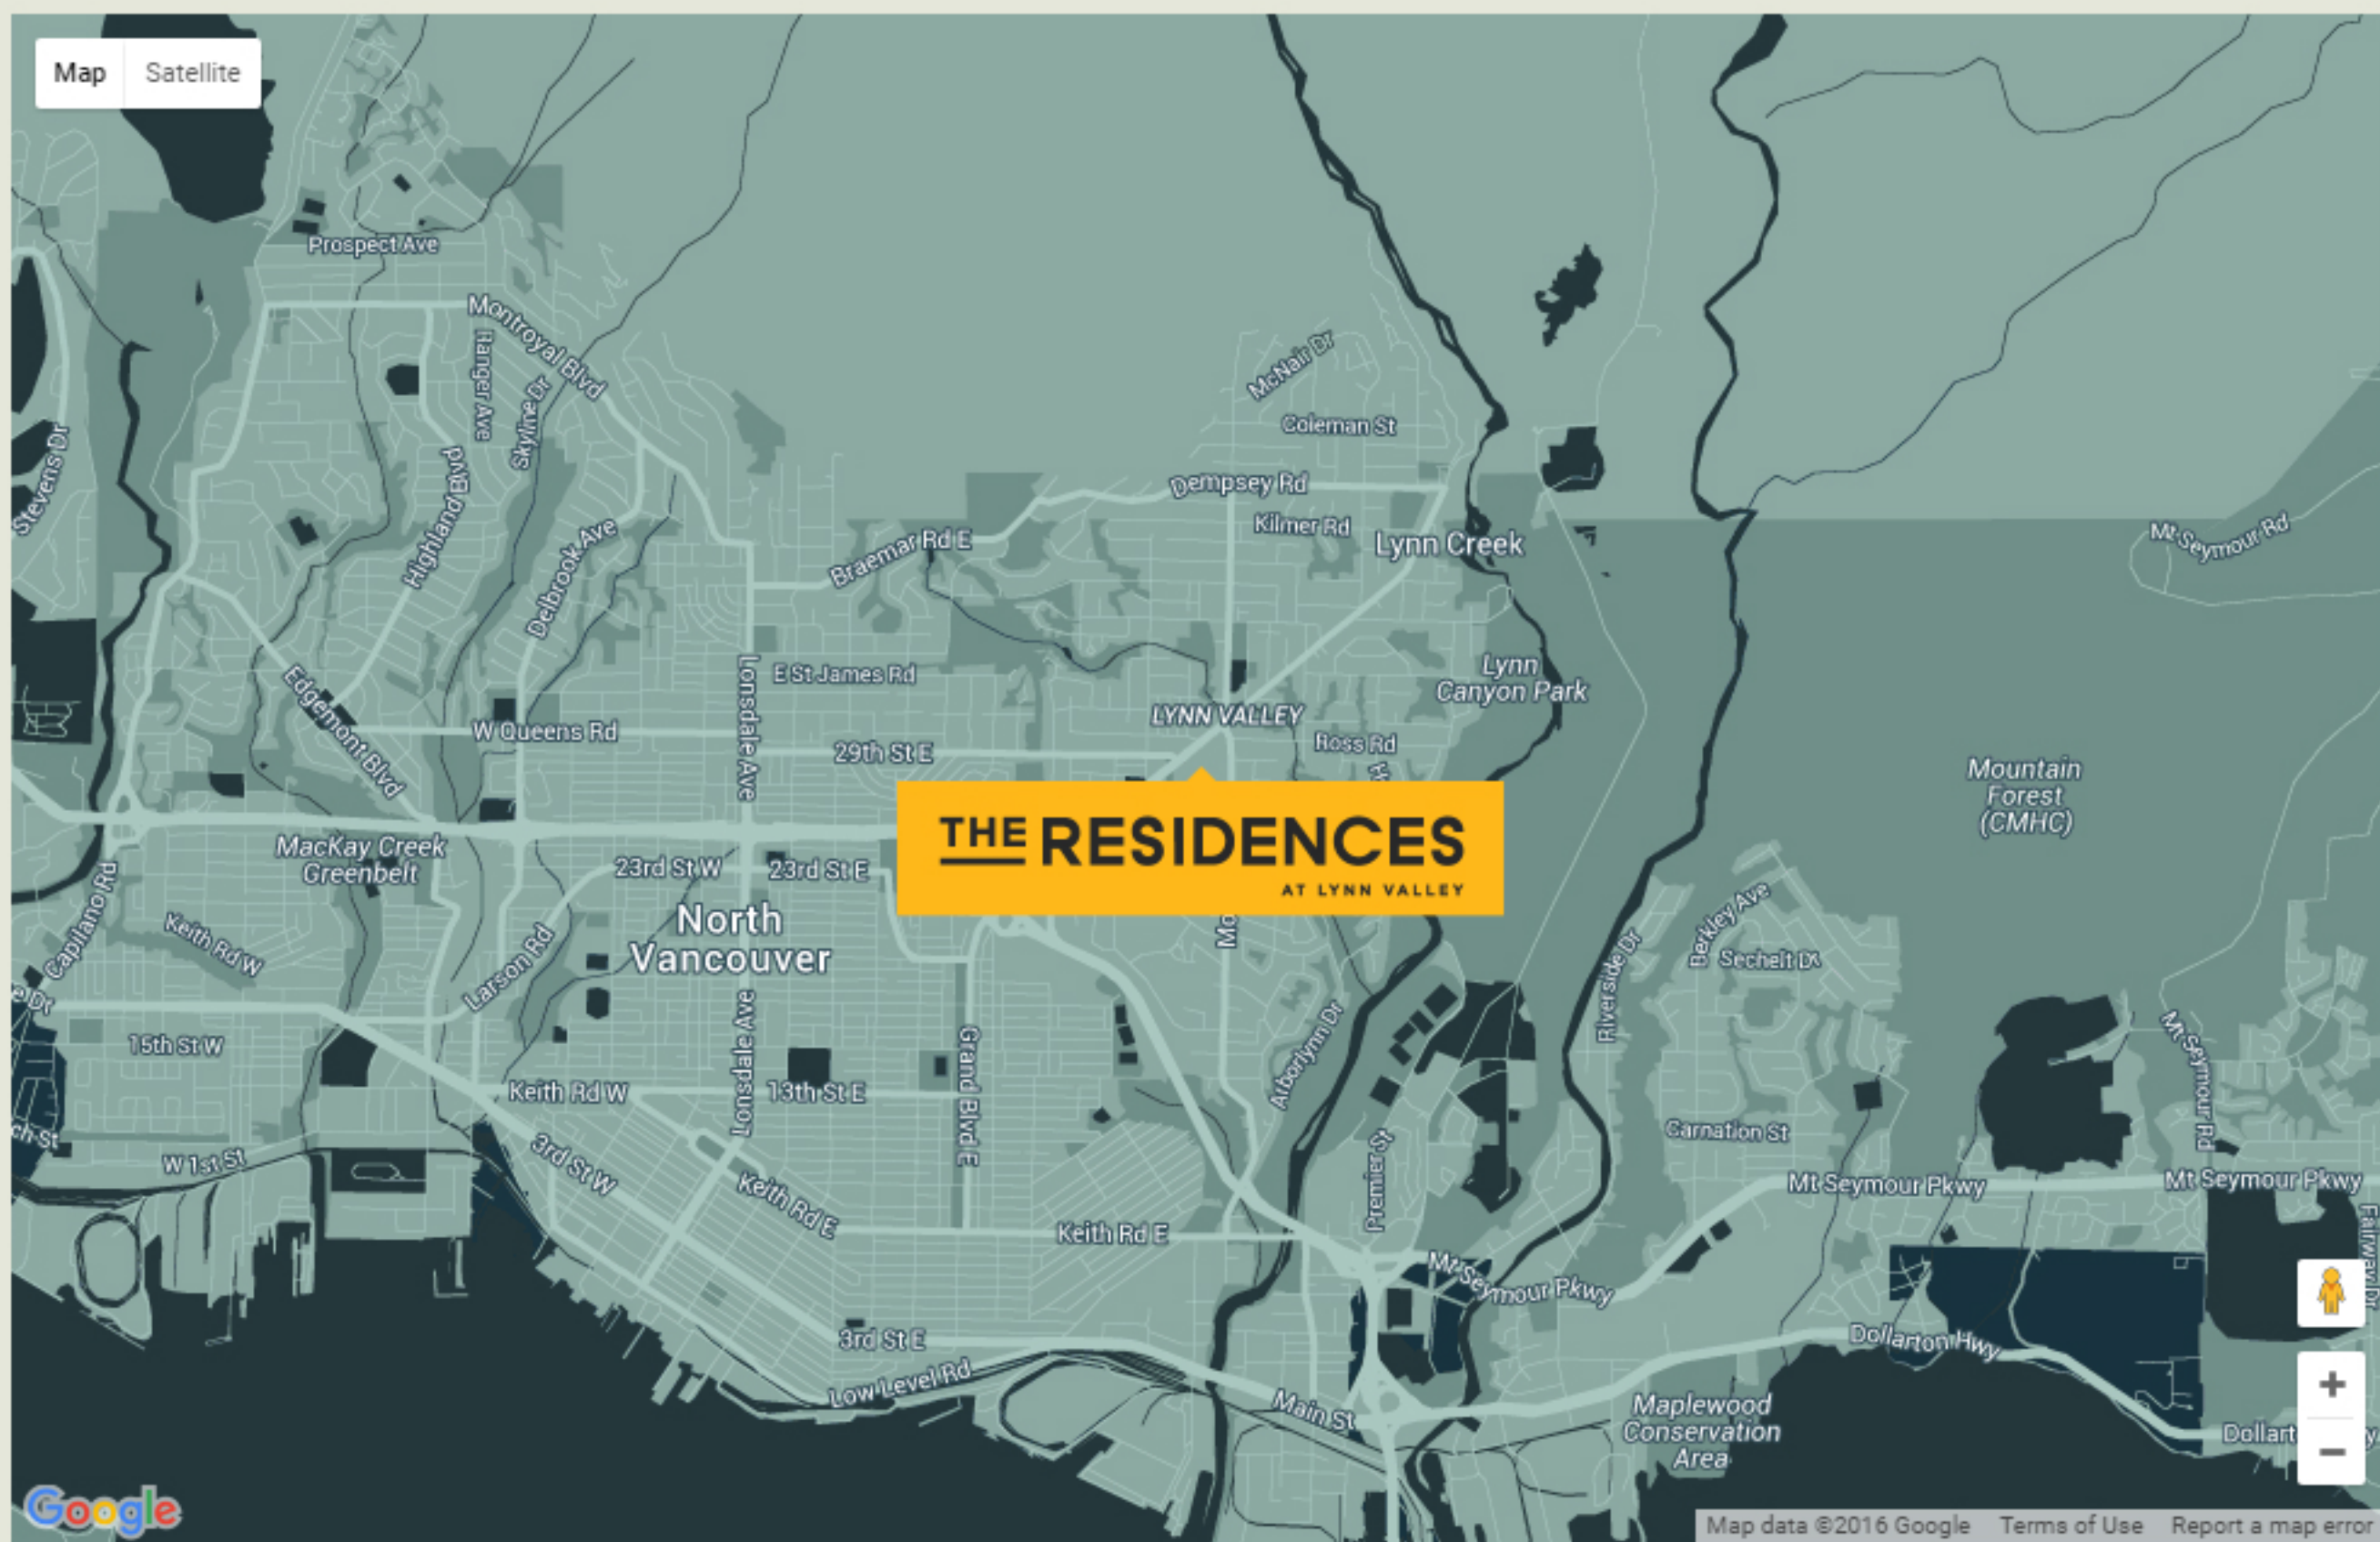 Map
Satellite
Prospect Ave
Montroyal Blvd
Ranger Ave
Skyline Dr
McNair Dr
Coleman St
Stevens Dr
Highland Blvd
Dempsey Rd
Kilmer Rd
Lynn Creek
Mt Seymour Rd
Braemar Rd E
Delbrook Ave
E St James Rd
Lonsdale Ave
Lynn
Canyon Park
LYNN VALLEY
Edgemont Blvd
W Queens Rd
29th St E
Ross Rd
Mountain
Forest
(CMHC)
THE RESIDENCES
AT LYNN VALLEY
MacKay Creek
Greenbelt
23rd St W
23rd St E
Capilano Rd
Keith Rd W
Larson Rd
North
Vancouver
Mo
Berkley Ave
Sechelt Dr
Riverside Dr
e Dr
15th St W
Lonsdale Ave
Grand Blvd E
Arborlynn Dr
Mt Seymour Rd
Keith Rd W
13th St E
ch St
W 1st St
3rd St W
Keith Rd E
Keith Rd E
Premier St
Carnation St
Mt Seymour Pkwy
Mt Seymour Pkwy
Fairway Dr
Mt Seymour Pkwy
3rd St E
Low Level Rd
Main St
Dollarton Hwy
Maplewood
Conservation
Area
Dollart
y
Google
Map data ©2016 Google
Terms of Use
Report a map error